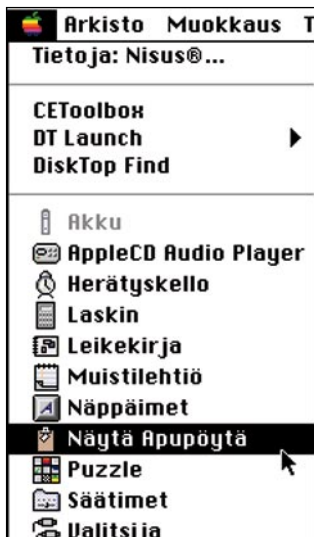 Arkisto Muokkaus T
Tietoja: Nisus®...
CEToolbox
DT Launch
DiskTop Find
Akku
AppleCD Audio Player
Herätyskello
Laskin
Leikekirja
Muistilehtiö
Näppäimet
Näytä Apupöytä
Puzzle
Säätimet
Valitsija